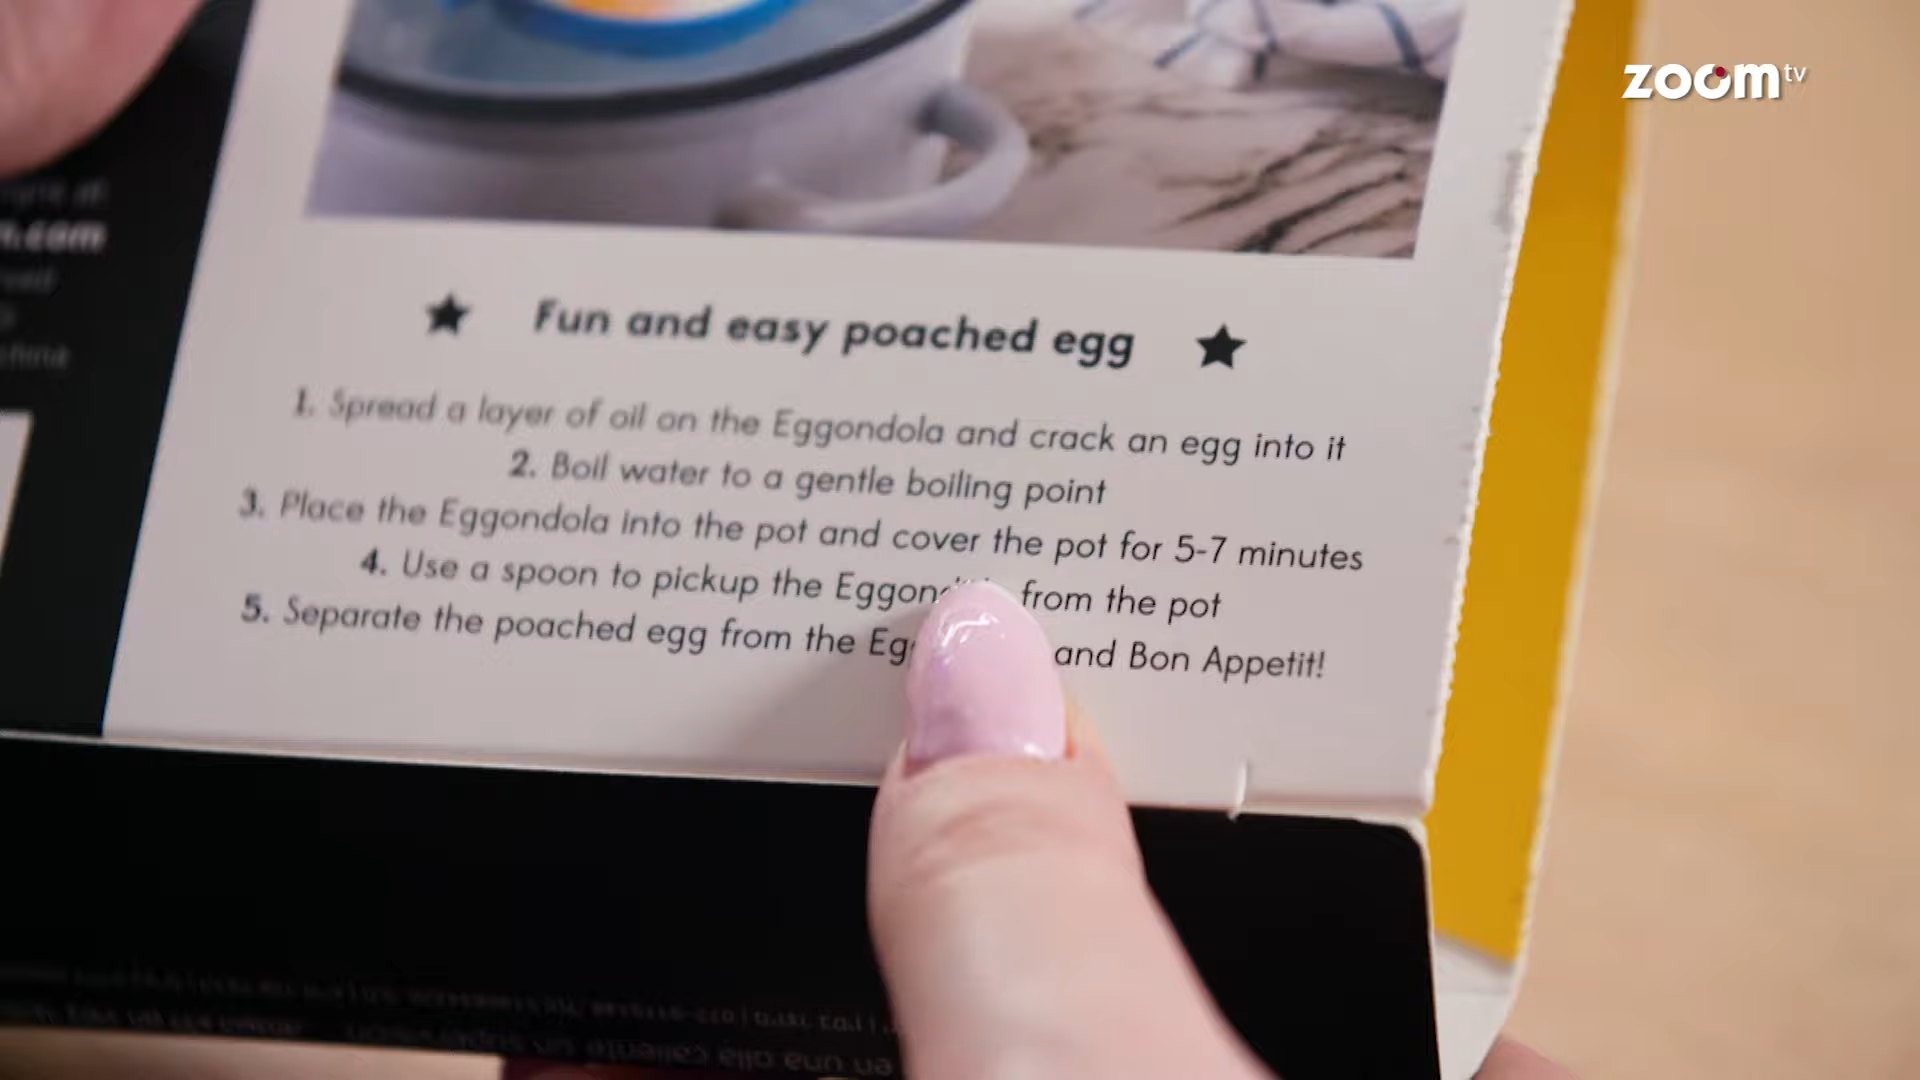 zoom tv
n.com
★ Fun and easy poached egg ★
1. Spread a layer of oil on the Eggondola and crack an egg into it
2. Boil water to a gentle boiling point
3. Place the Eggondola into the pot and cover the pot for 5-7 minutes
4. Use a spoon to pickup the from the pot
5. Separate the poached egg from the and Bon Appetit!